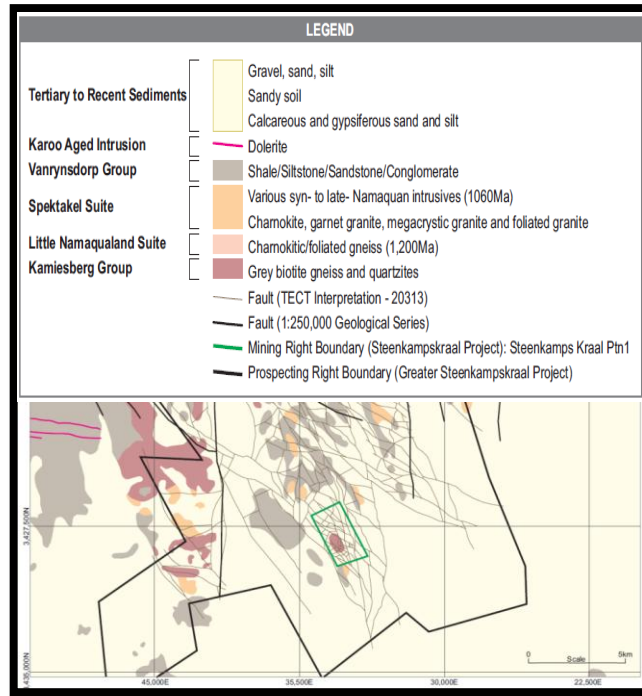 LEGEND
Tertiary to Recent Sediments
Gravel, sand, silt
Sandy soil
Calcareous and gypsiferous sand and silt
Karoo Aged Intrusion
Dolerite
Vanrynsdorp Group
Shale/Siltstone/Sandstone/Conglomerate
Spektakel Suite
Various syn- to late- Namaquan intrusives (1060Ma)
Charnokite, garnet granite, megacrystic granite and foliated granite
Little Namaqualand Suite
Charnokitic/foliated gneiss (1,200Ma)
Kamiesberg Group
Grey biotite gneiss and quartzites
Fault (TECT Interpretation - 20313)
Fault (1:250,000 Geological Series)
Mining Right Boundary (Steenkampskraal Project): Steenkamps Kraal Ptn1
Prospecting Right Boundary (Greater Steenkampskraal Project)
3,427,500N
0 5km
Scale
3,435,000N
45,000E 35,500E 30,000E 22,500E